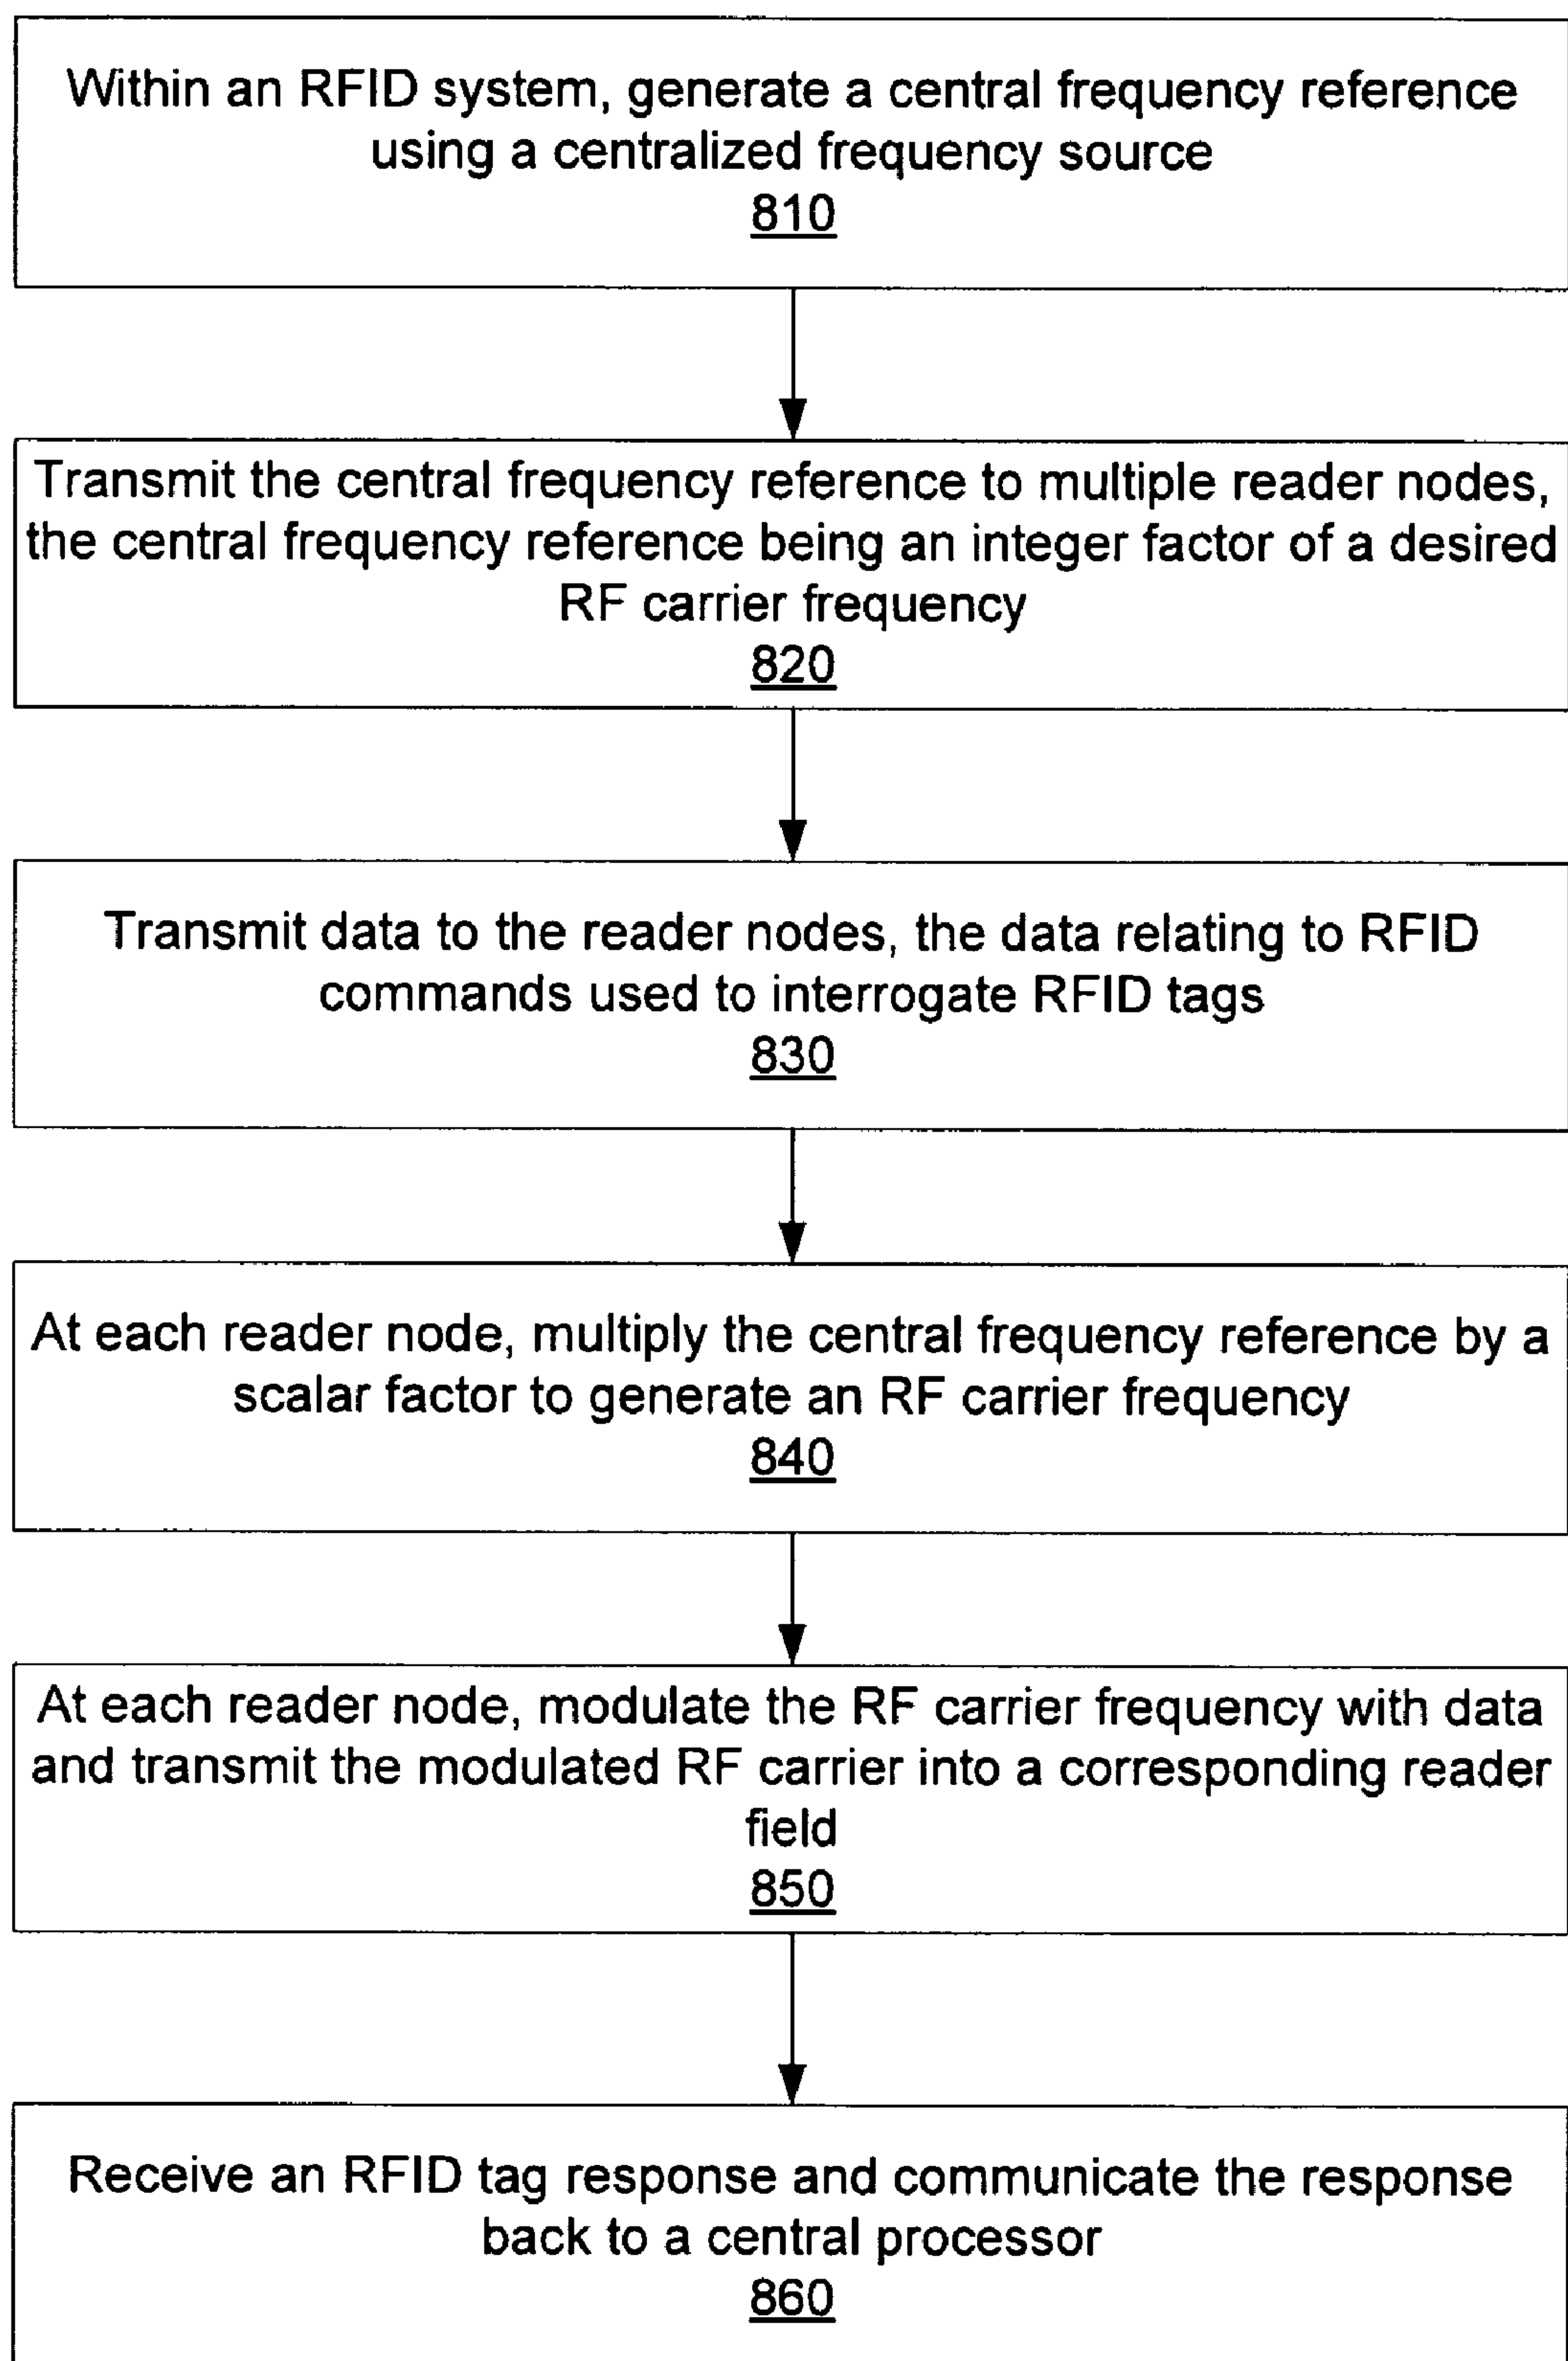 Within an RFID system, generate a central frequency reference
using a centralized frequency source
810
Transmit the central frequency reference to multiple reader nodes,
the central frequency reference being an integer factor of a desired
RF carrier frequency
820
Transmit data to the reader nodes, the data relating to RFID
commands used to interrogate RFID tags
830
At each reader node, multiply the central frequency reference by a
scalar factor to generate an RF carrier frequency
840
At each reader node, modulate the RF carrier frequency with data
and transmit the modulated RF carrier into a corresponding reader
field
850
Receive an RFID tag response and communicate the response
back to a central processor
860